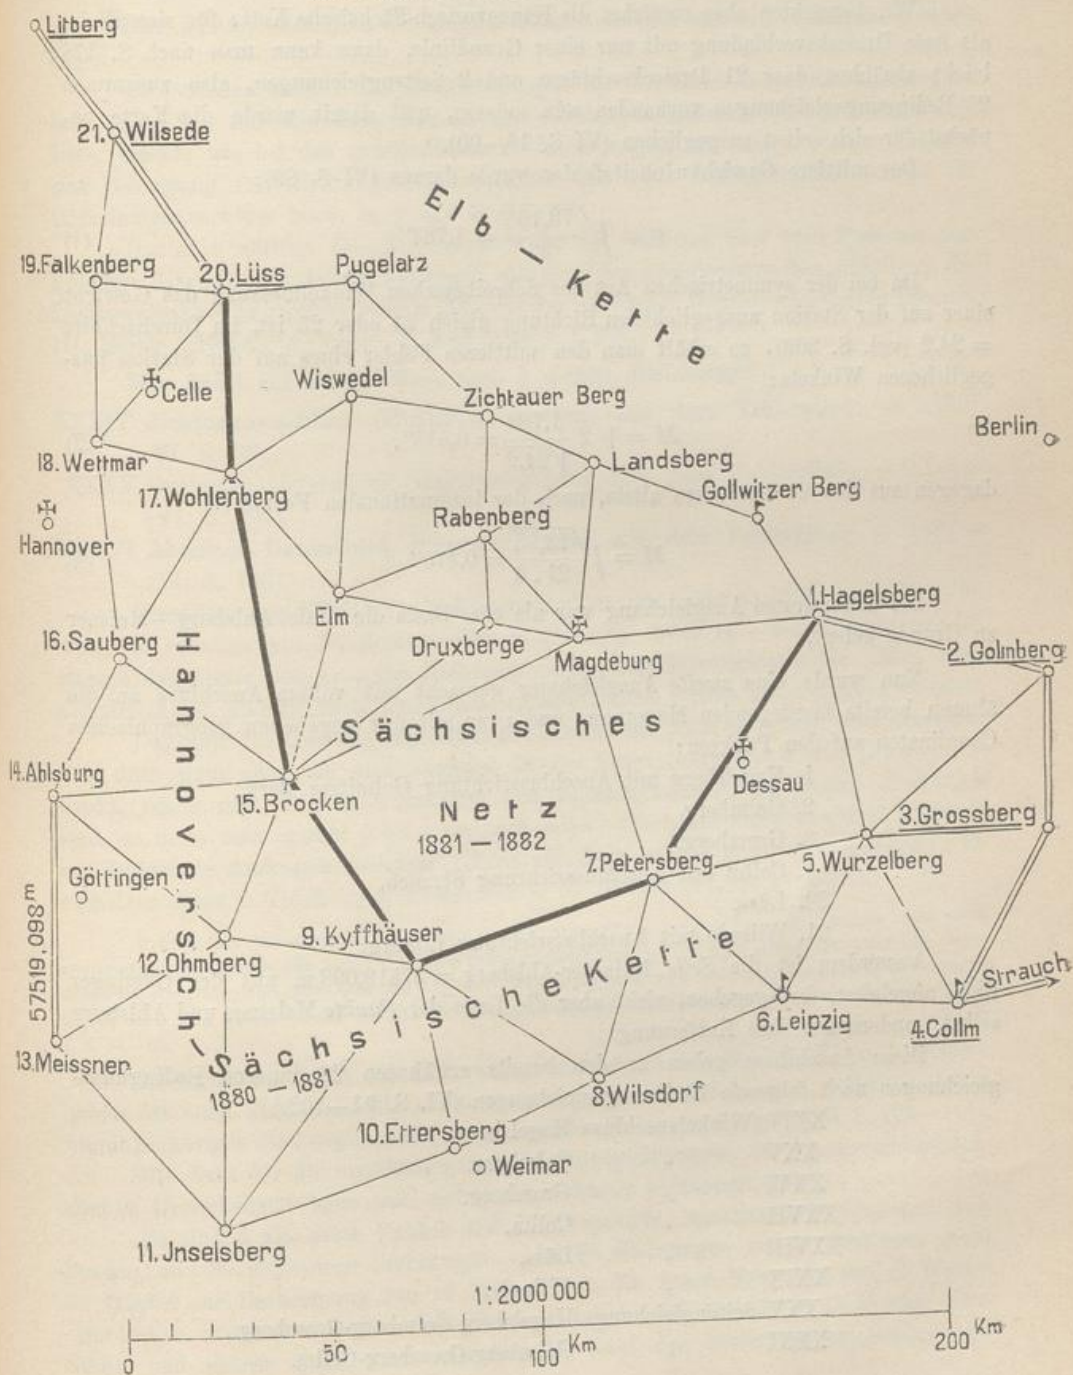 Litberg
21. Wilsede
Elb – Kette
19. Falkenberg
20. Lüss
Pugelatz
Celle
Wiswedel
Zichtauer Berg
Berlin
18. Wettmar
Landsberg
17. Wohlenberg
Gollwitzer Berg
Hannover
Rabenberg
Elm
1. Hagelsberg
16. Sauberg
Druxberge
Magdeburg
2. Golmberg
Hannoversch –
Sächsisches
14. Ahlsburg
15. Brocken
Dessau
Netz
1881 – 1882
3. Grossberg
Göttingen
7. Petersberg
5. Wurzelberg
57519,098 m
9. Kyffhäuser
12. Ohmberg
Sächsische Kette
1880 – 1881
Strauch
6. Leipzig
4. Collm
13. Meissner
8. Wilsdorf
10. Ettersberg
Weimar
11. Jnselsberg
1:2000000
0 50 100 Km 200 Km